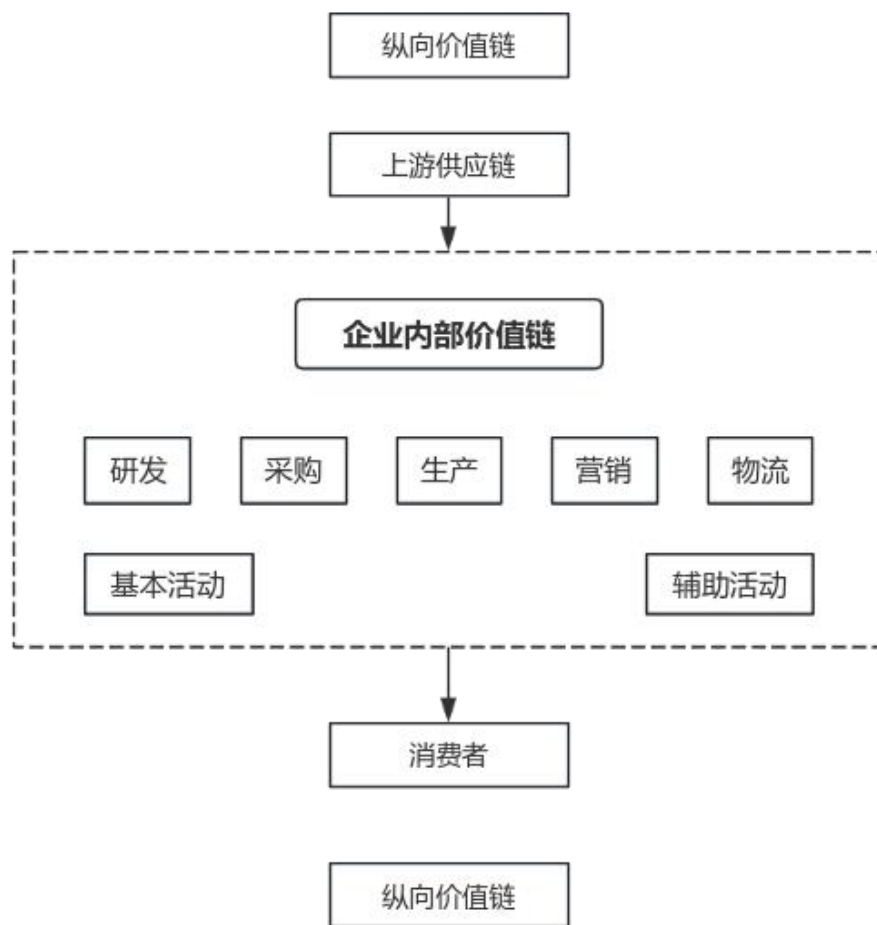 纵向价值链
上游供应链
企业内部价值链
研发 采购 生产 营销 物流
基本活动 辅助活动
消费者
纵向价值链